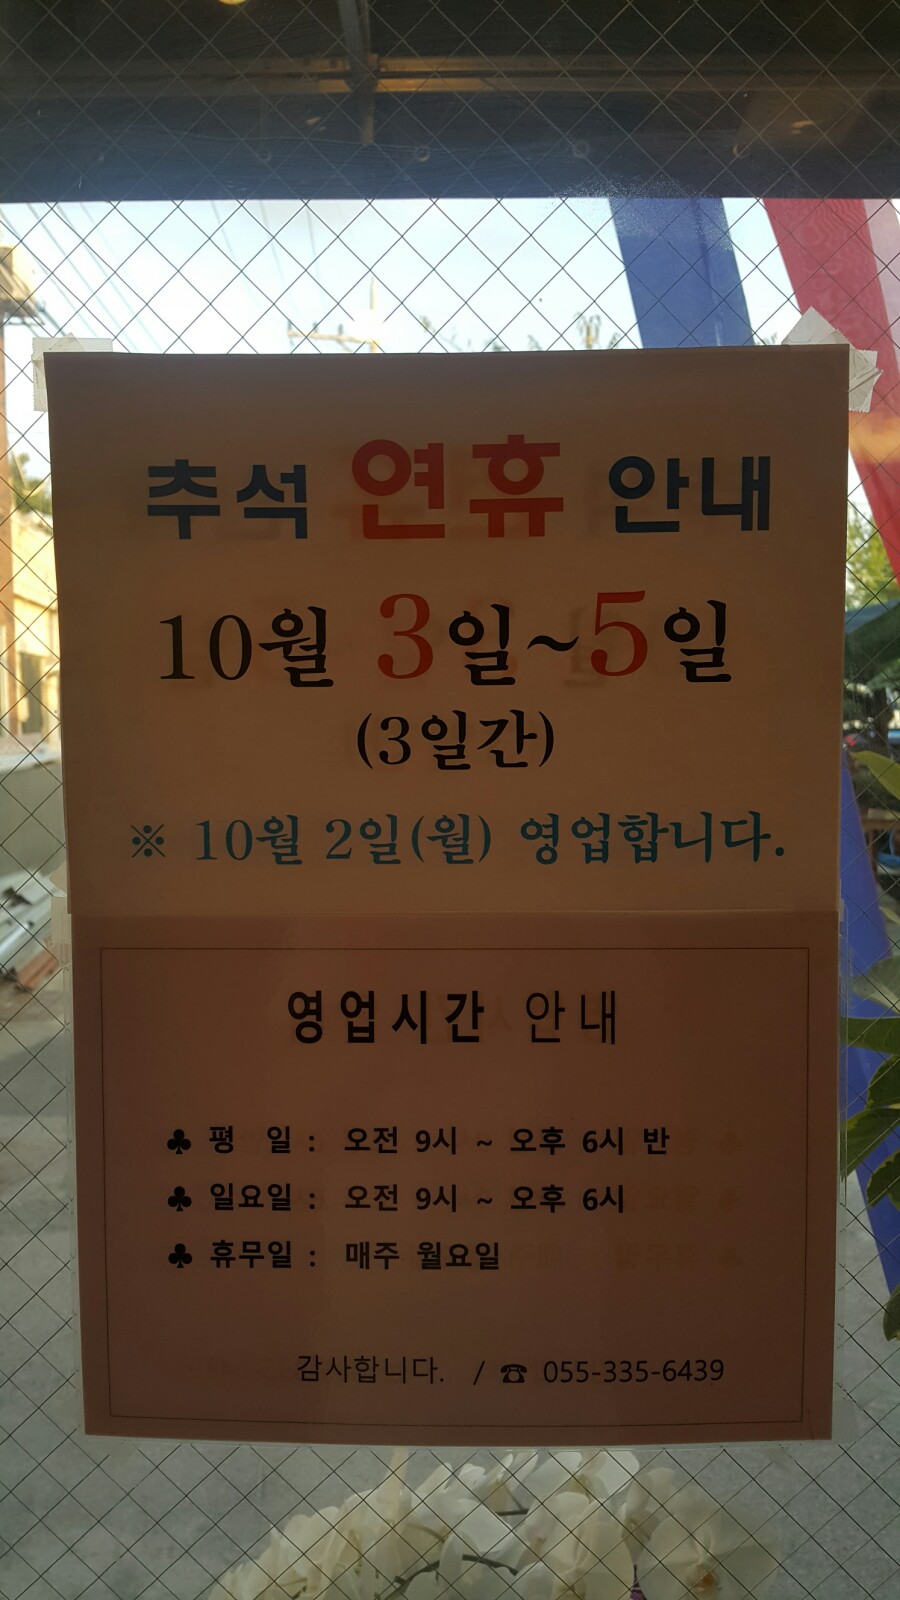 추석 연휴 안내
10월 3일~5일
(3일간)
※ 10월 2일(월) 영업합니다.
영업시간 안내
♣ 평 일 : 오전 9시 ~ 오후 6시 반
♣ 일요일 : 오전 9시 ~ 오후 6시
♣ 휴무일 : 매주 월요일
감사합니다. / ☎ 055-335-6439